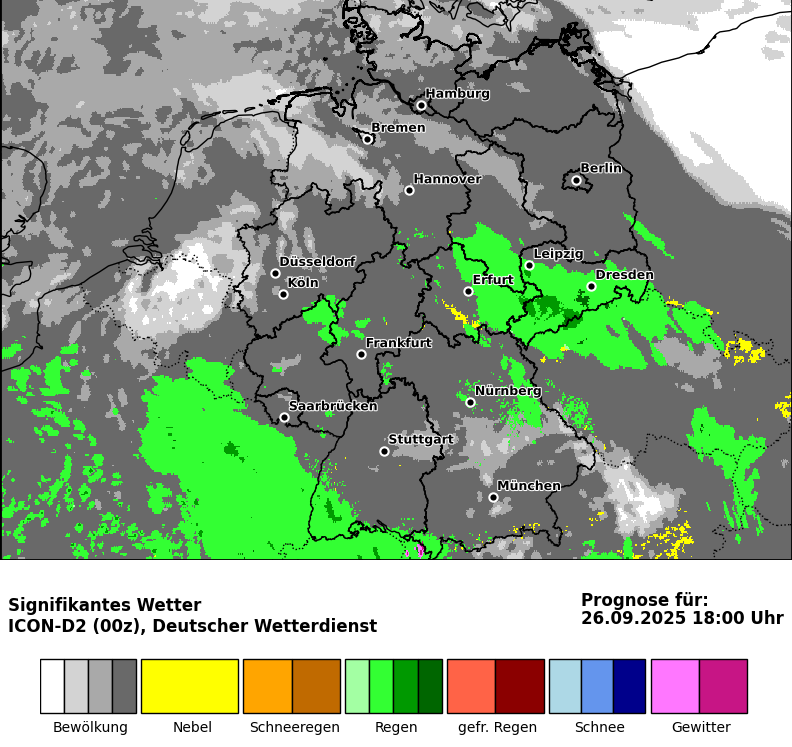 Hamburg
Bremen
Berlin
Hannover
Leipzig
Düsseldorf
Dresden
Köln
Erfurt
Frankfurt
Nürnberg
Saarbrücken
Stuttgart
München
Signifikantes Wetter
ICON-D2 (00z), Deutscher Wetterdienst
Prognose für:
26.09.2025 18:00 Uhr
Bewölkung Nebel Schneeregen Regen gefr. Regen Schnee Gewitter